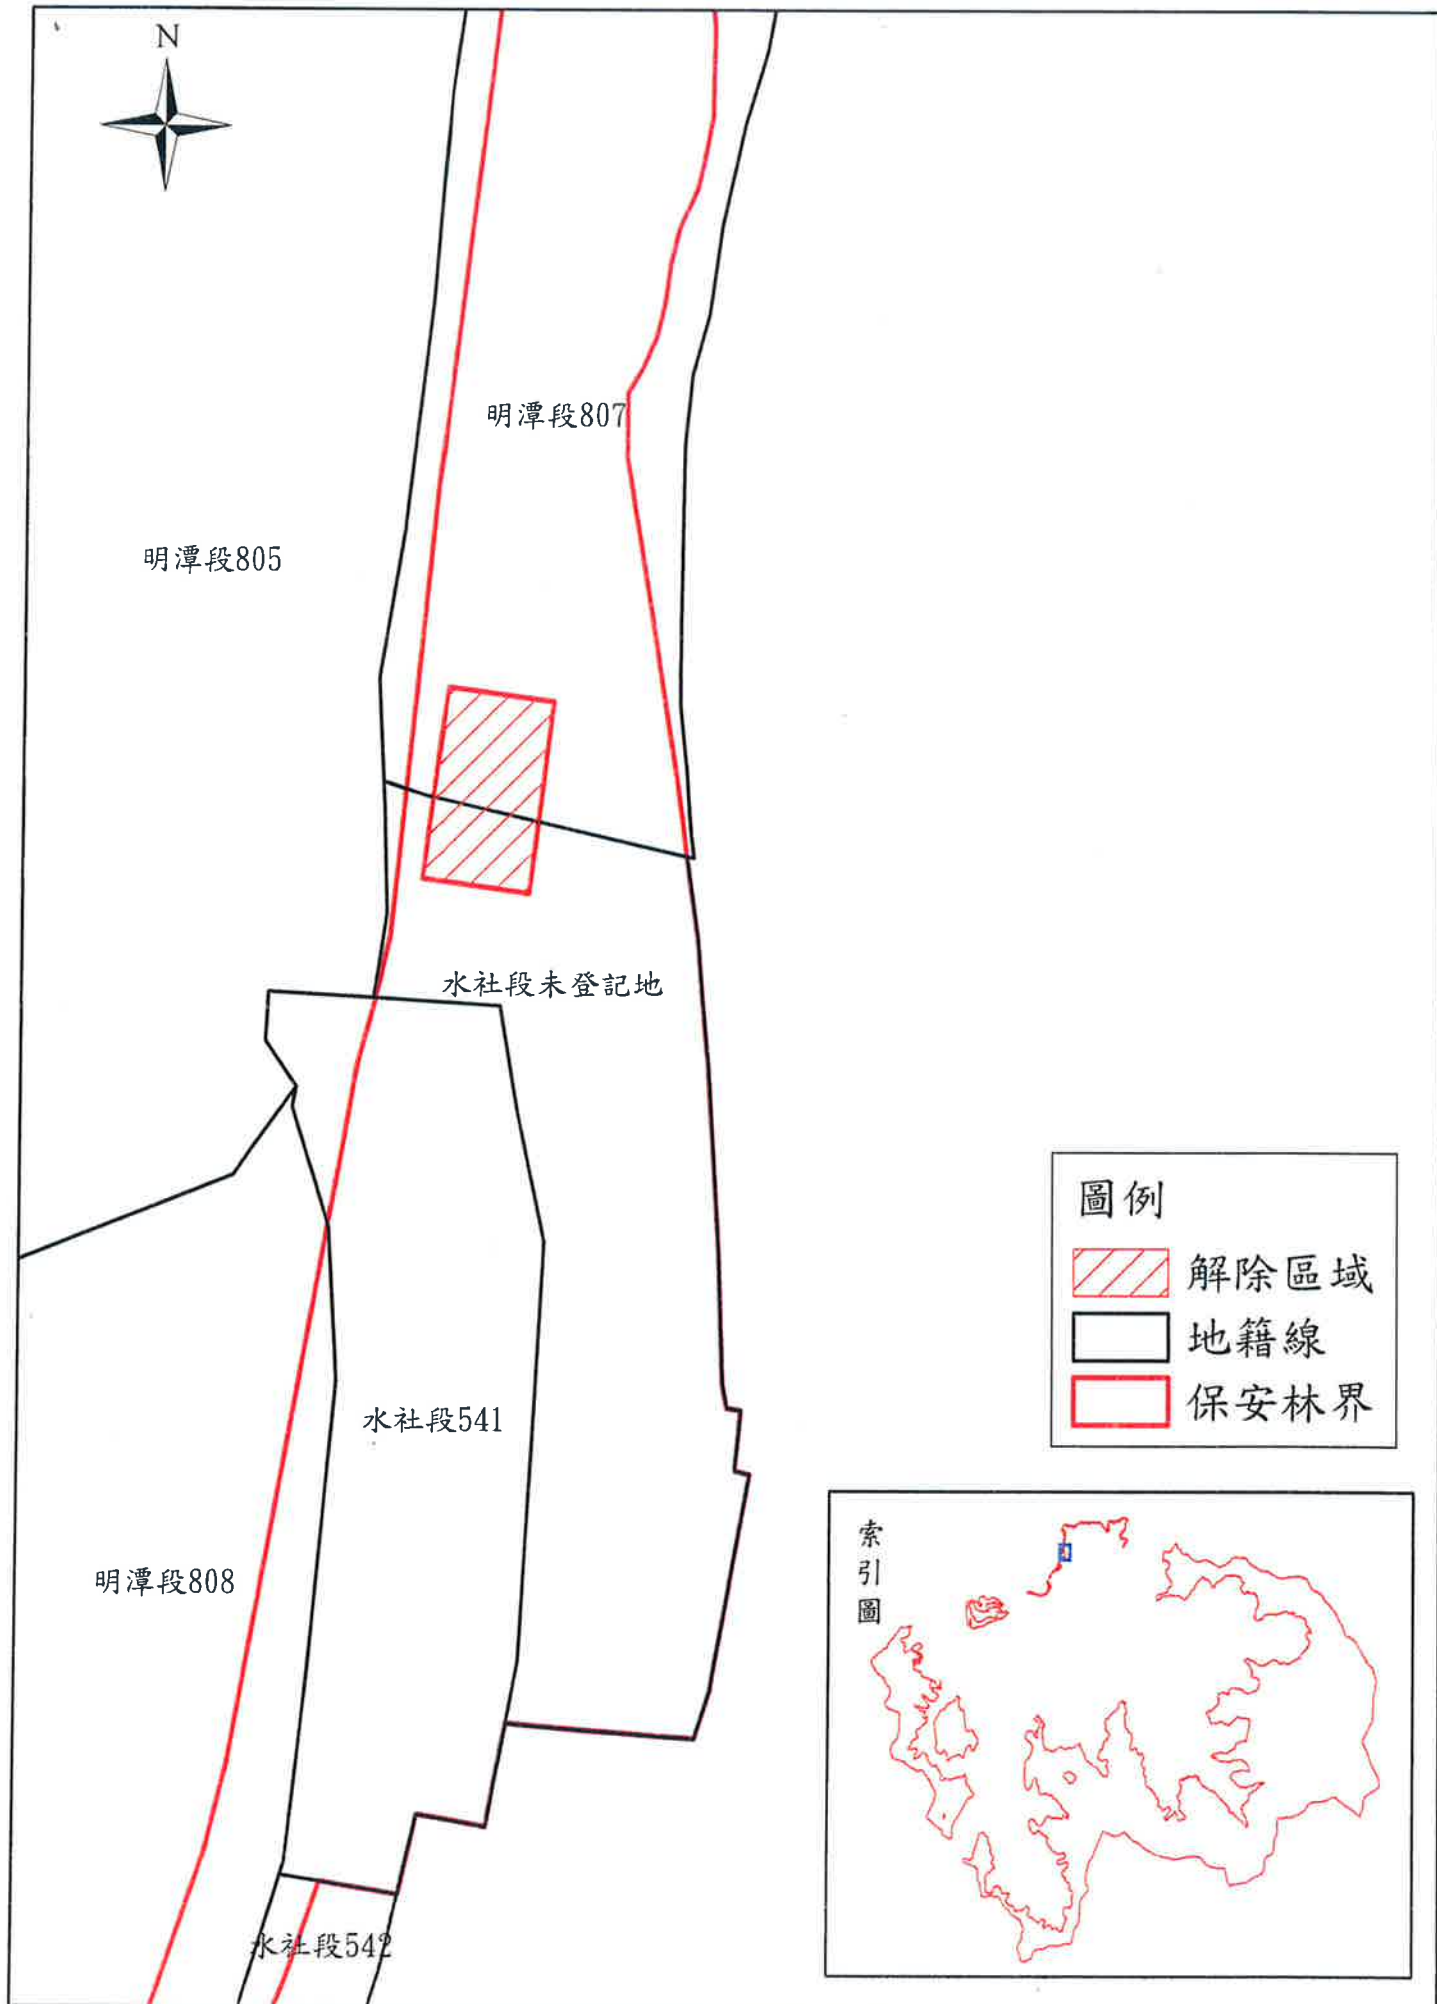 N
明潭段807
明潭段805
水社段未登記地
圖例
解除區域
地籍線
保安林界
水社段541
索引圖
明潭段808
水社段542